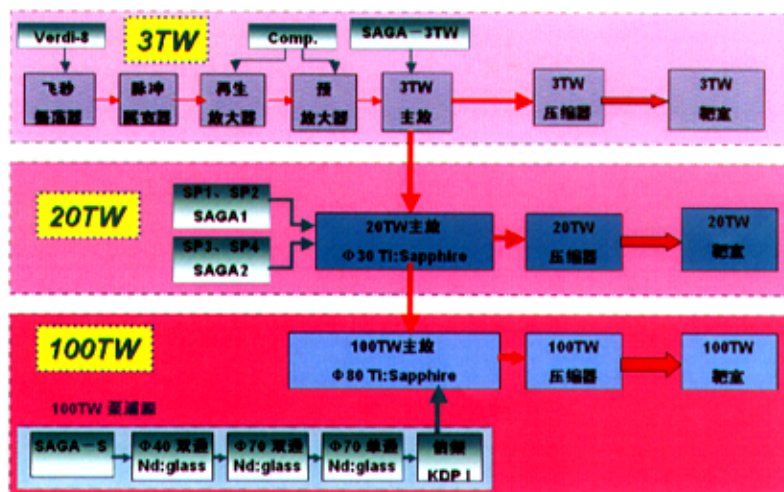 Verdi-8
3TW
Comp.
SAGA-3TW
飞秒
振荡器
脉冲
展宽器
再生
放大器
预
放大器
3TW
主放
3TW
压缩器
3TW
靶室
20TW
SP1、SP2
SAGA1
SP3、SP4
SAGA2
20TW主放
Φ30 Ti:Sapphire
20TW
压缩器
20TW
靶室
100TW
100TW主放
Φ80 Ti:Sapphire
100TW
压缩器
100TW
靶室
100TW 泵浦源
SAGA-S
Φ40 双通
Nd:glass
Φ70 双通
Nd:glass
Φ70 单通
Nd:glass
倍频
KDP I